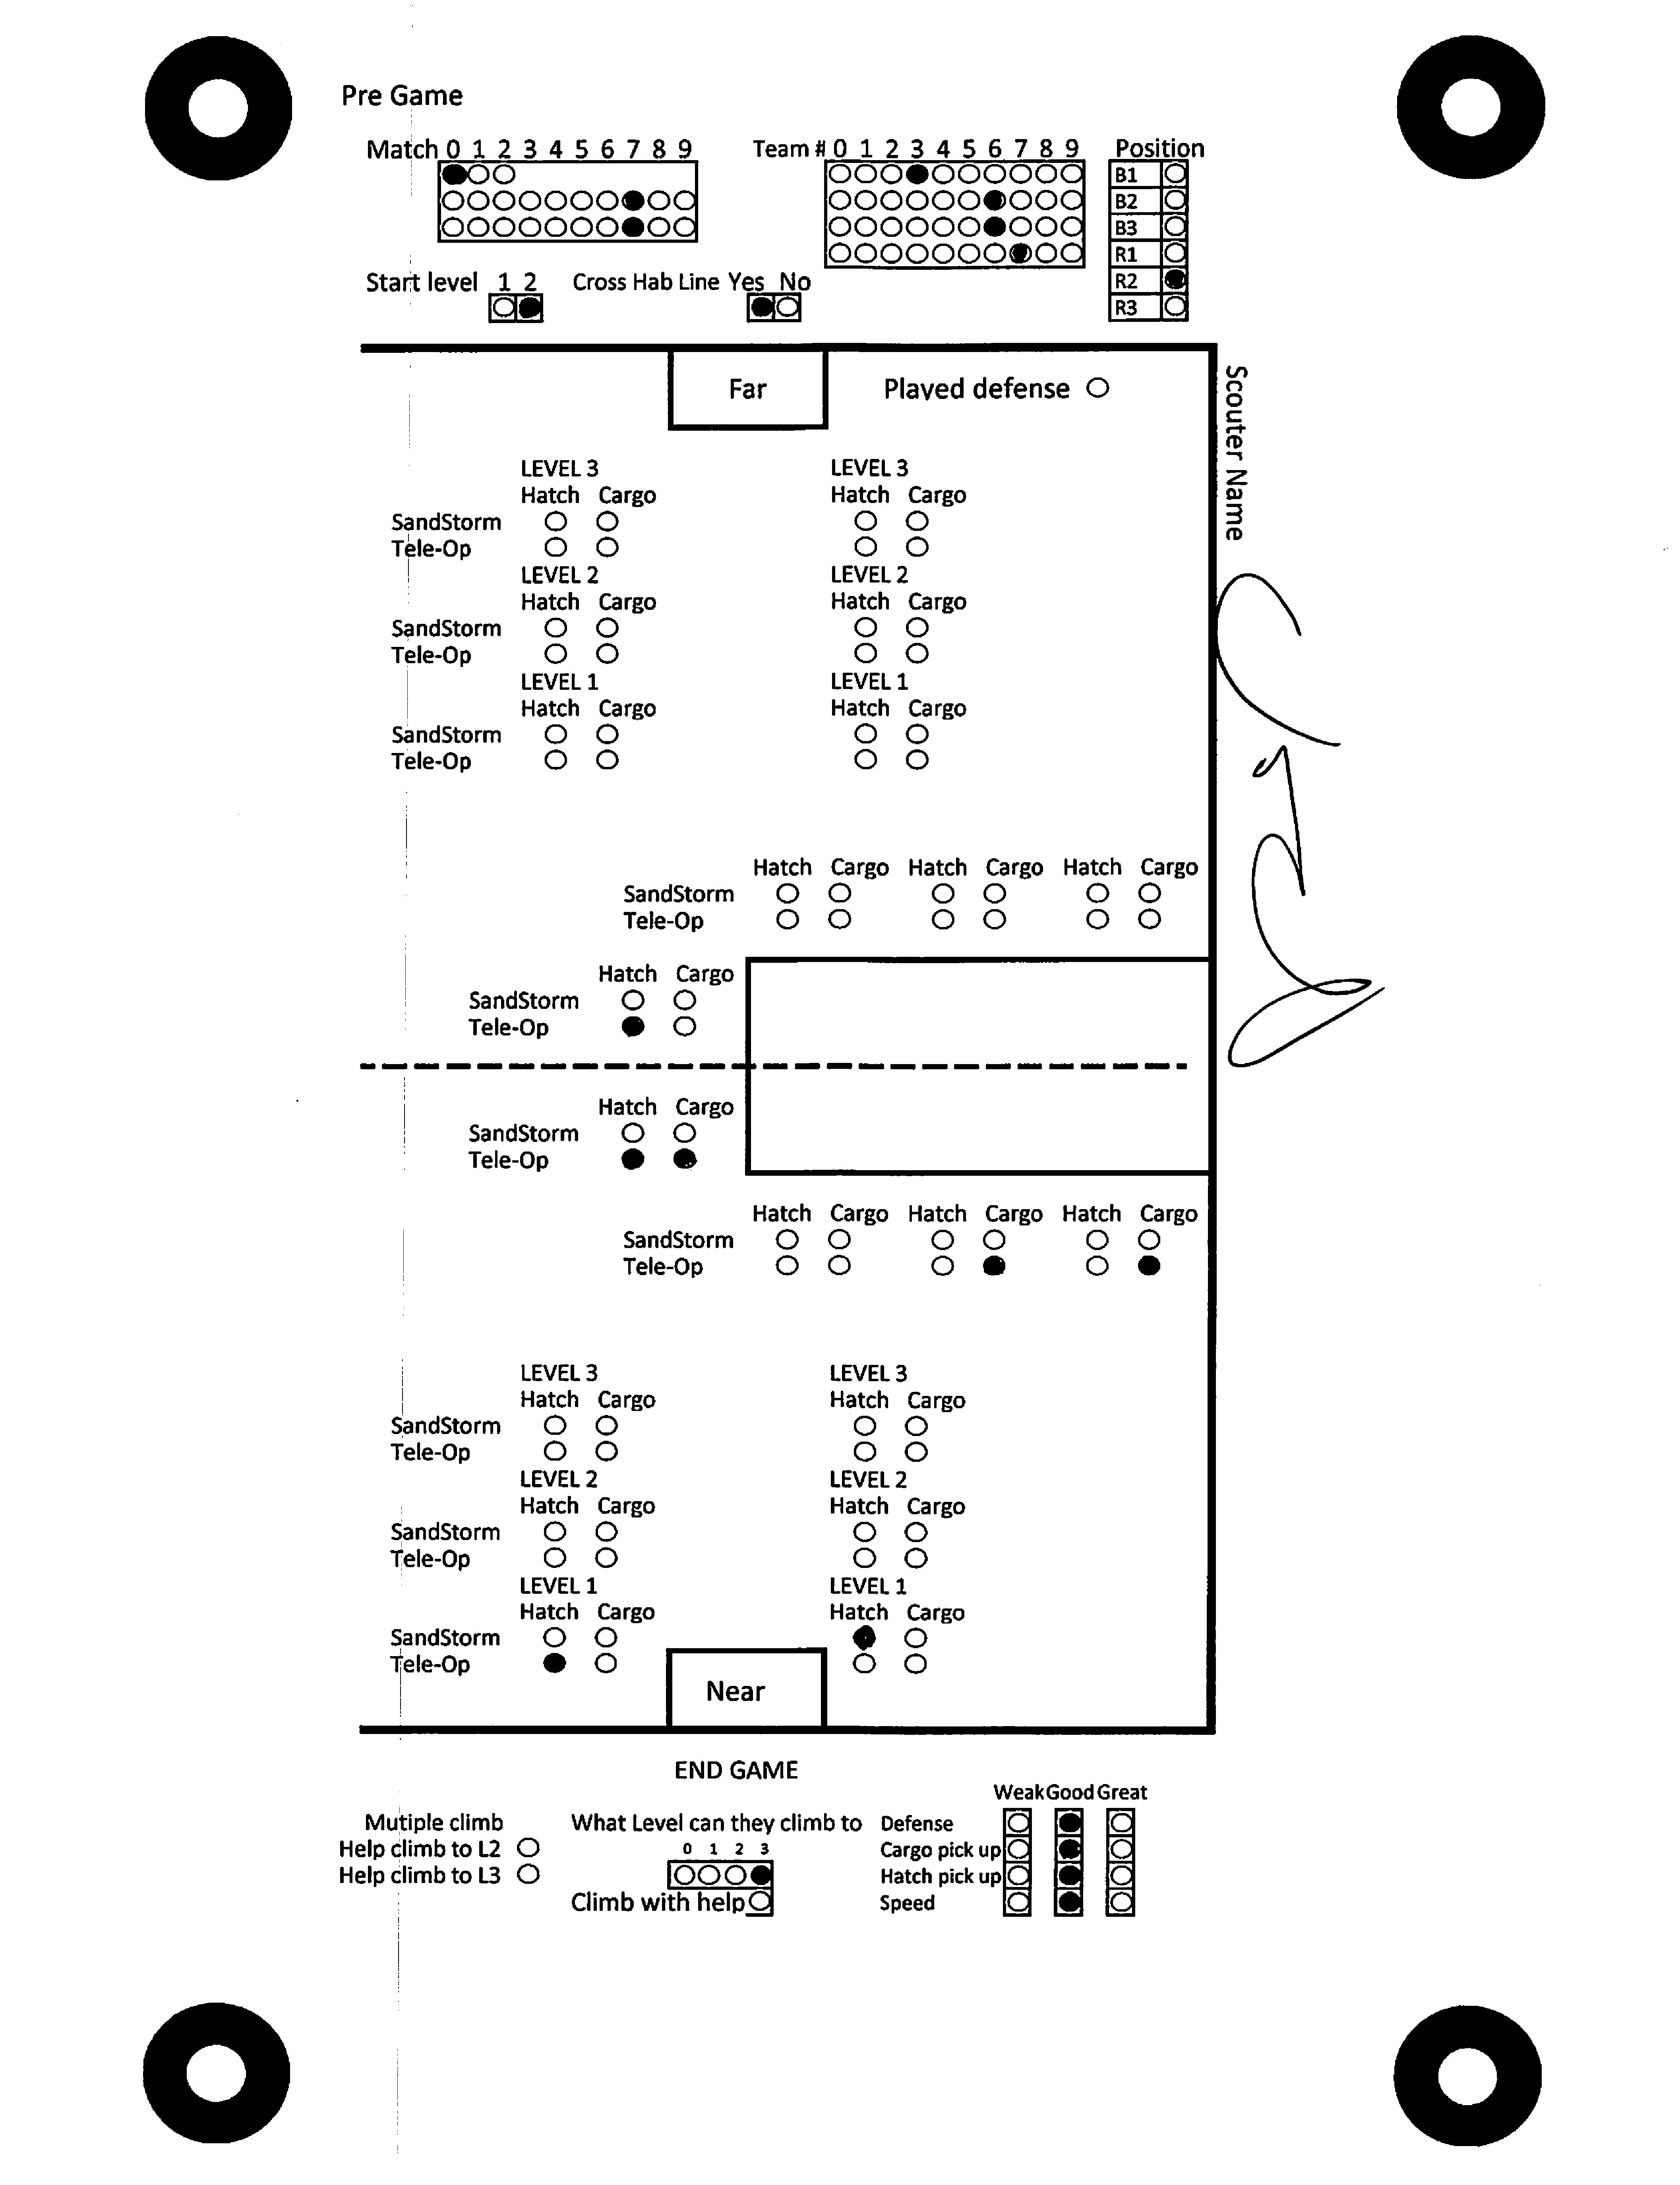 Pre Game
Match 0 1 2 3 4 5 6 7 8 9
Team # 0 1 2 3 4 5 6 7 8 9
Position
B1
B2
B3
R1
R2
R3
Start level 1 2
Cross Hab Line Yes No
Far
Played defense
Scouter Name
LEVEL 3 LEVEL 3
Hatch Cargo Hatch Cargo
SandStorm
Tele-Op
LEVEL 2 LEVEL 2
Hatch Cargo Hatch Cargo
SandStorm
Tele-Op
LEVEL 1 LEVEL 1
Hatch Cargo Hatch Cargo
SandStorm
Tele-Op
Hatch Cargo Hatch Cargo Hatch Cargo
SandStorm
Tele-Op
Hatch Cargo
SandStorm
Tele-Op
Hatch Cargo
SandStorm
Tele-Op
Hatch Cargo Hatch Cargo Hatch Cargo
SandStorm
Tele-Op
LEVEL 3 LEVEL 3
Hatch Cargo Hatch Cargo
SandStorm
Tele-Op
LEVEL 2 LEVEL 2
Hatch Cargo Hatch Cargo
SandStorm
Tele-Op
LEVEL 1 LEVEL 1
Hatch Cargo Hatch Cargo
SandStorm
Tele-Op
Near
END GAME
Mutiple climb
Help climb to L2
Help climb to L3
What Level can they climb to
0 1 2 3
Climb with help
Weak Good Great
Defense
Cargo pick up
Hatch pick up
Speed